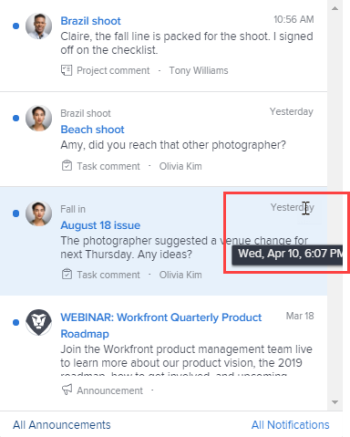 Brazil shoot 10:56 AM
Claire, the fall line is packed for the shoot. I signed
off on the checklist.
Project comment · Tony Williams
Brazil shoot Yesterday
Beach shoot
Amy, did you reach that other photographer?
Task comment · Olivia Kim
Fall in Yesterday
August 18 issue
The photographer suggested a venue change for
next Thursday. Any ideas?
Wed, Apr 10, 6:07 PM
Task comment · Olivia Kim
WEBINAR: Workfront Quarterly Product Mar 18
Roadmap
Join the Workfront product management team live
to learn more about our product vision, the 2019
roadmap, how to get involved, and upcoming
Announcement ·
All Announcements All Notifications